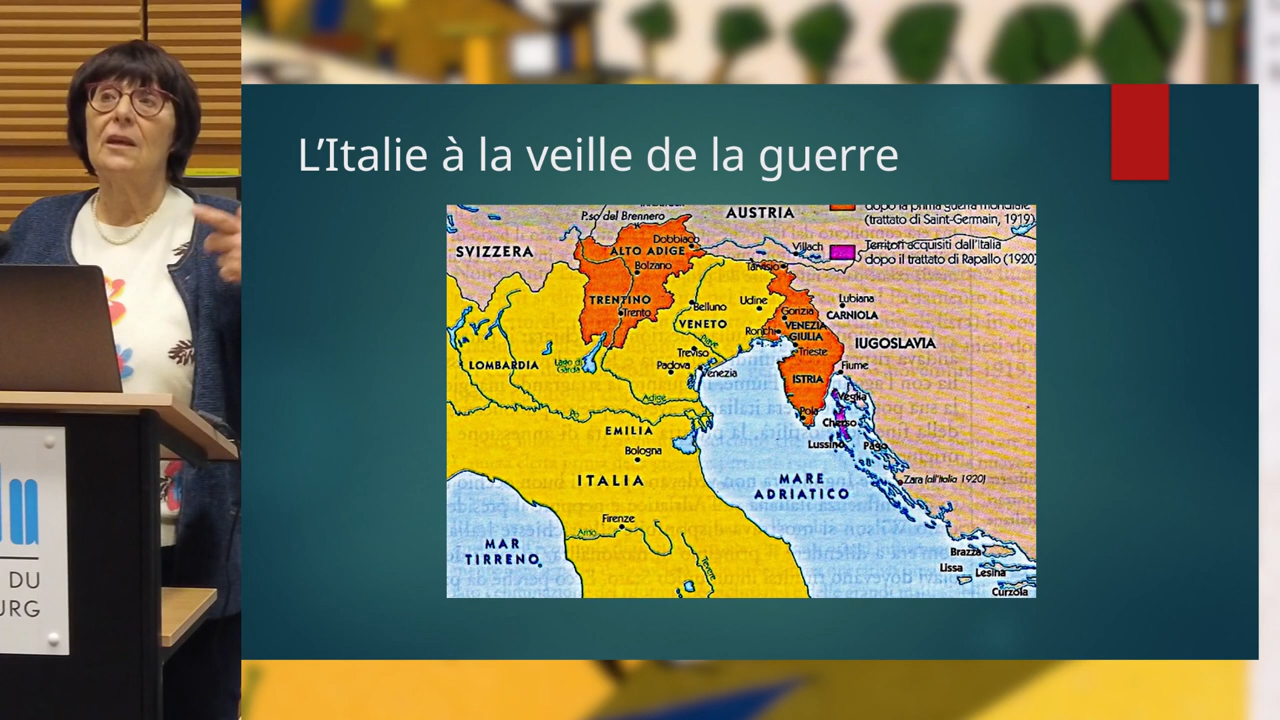 L'Italie à la veille de la guerre
P.so del Brennero
AUSTRIA
dopo la prima guerra mondiale
(trattato di Saint-Germain, 1919)
SVIZZERA
Dobbiaco
ALTO ADIGE
Villach
Territori acquisiti dall'Italia
dopo il trattato di Rapallo (1920)
Bolzano
Tarvisio
TRENTINO
Trento
Belluno
Udine
Gorizia
Lubiana
CARNIOLA
VENETO
Ronchi
VENEZIA
GIULIA
IUGOSLAVIA
Piave
Treviso
Trieste
LOMBARDIA
Lago di
Garda
Padova
Venezia
Fiume
ISTRIA
Adige
Veglia
Po
Pola
Cherso
EMILIA
Lussino
Pago
Bologna
ITALIA
MARE
ADRIATICO
Zara (all'Italia 1920)
Firenze
Arno
MAR
TIRRENO
Tevere
Brazza
Lissa
Lesina
Curzola
DU
URG